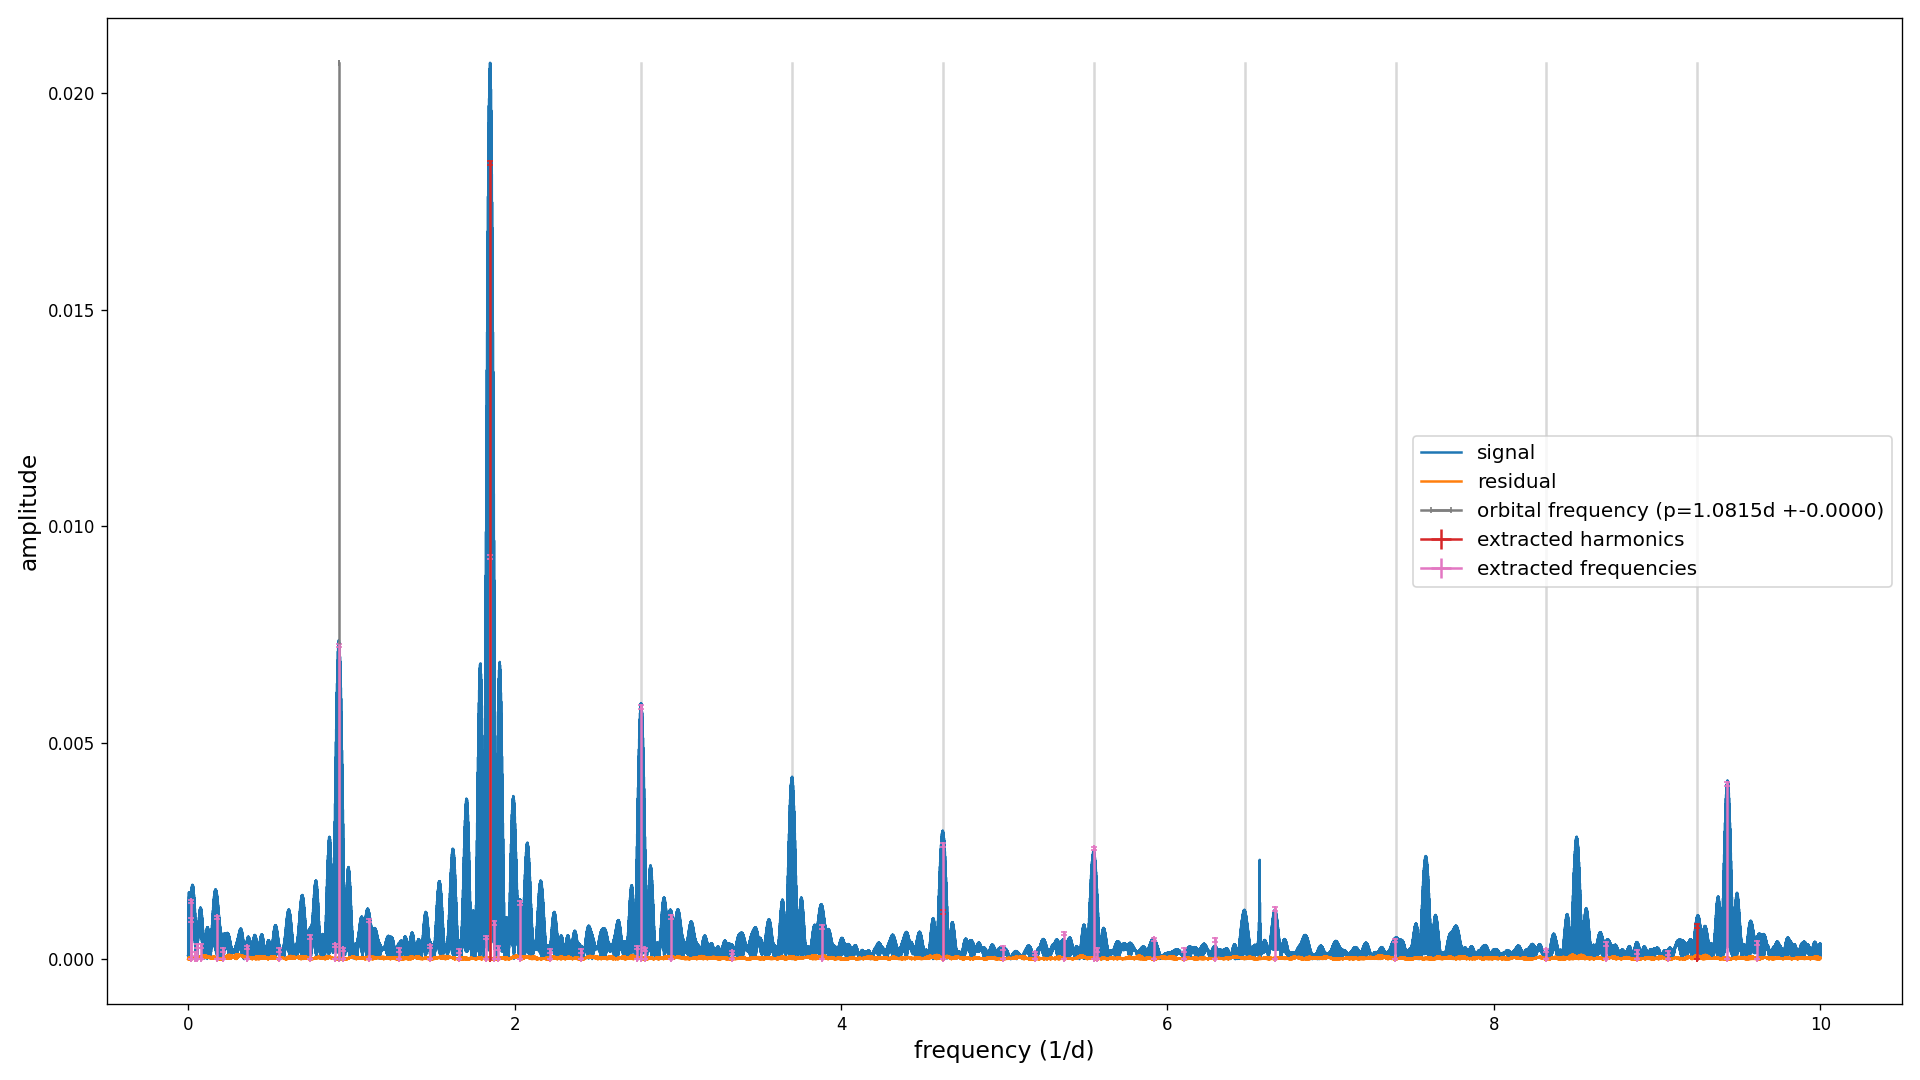 amplitude
0.020
0.015
0.010
0.005
0.000
signal
residual
orbital frequency (p=1.0815d +-0.0000)
extracted harmonics
extracted frequencies
0 2 4 6 8 10
frequency (1/d)